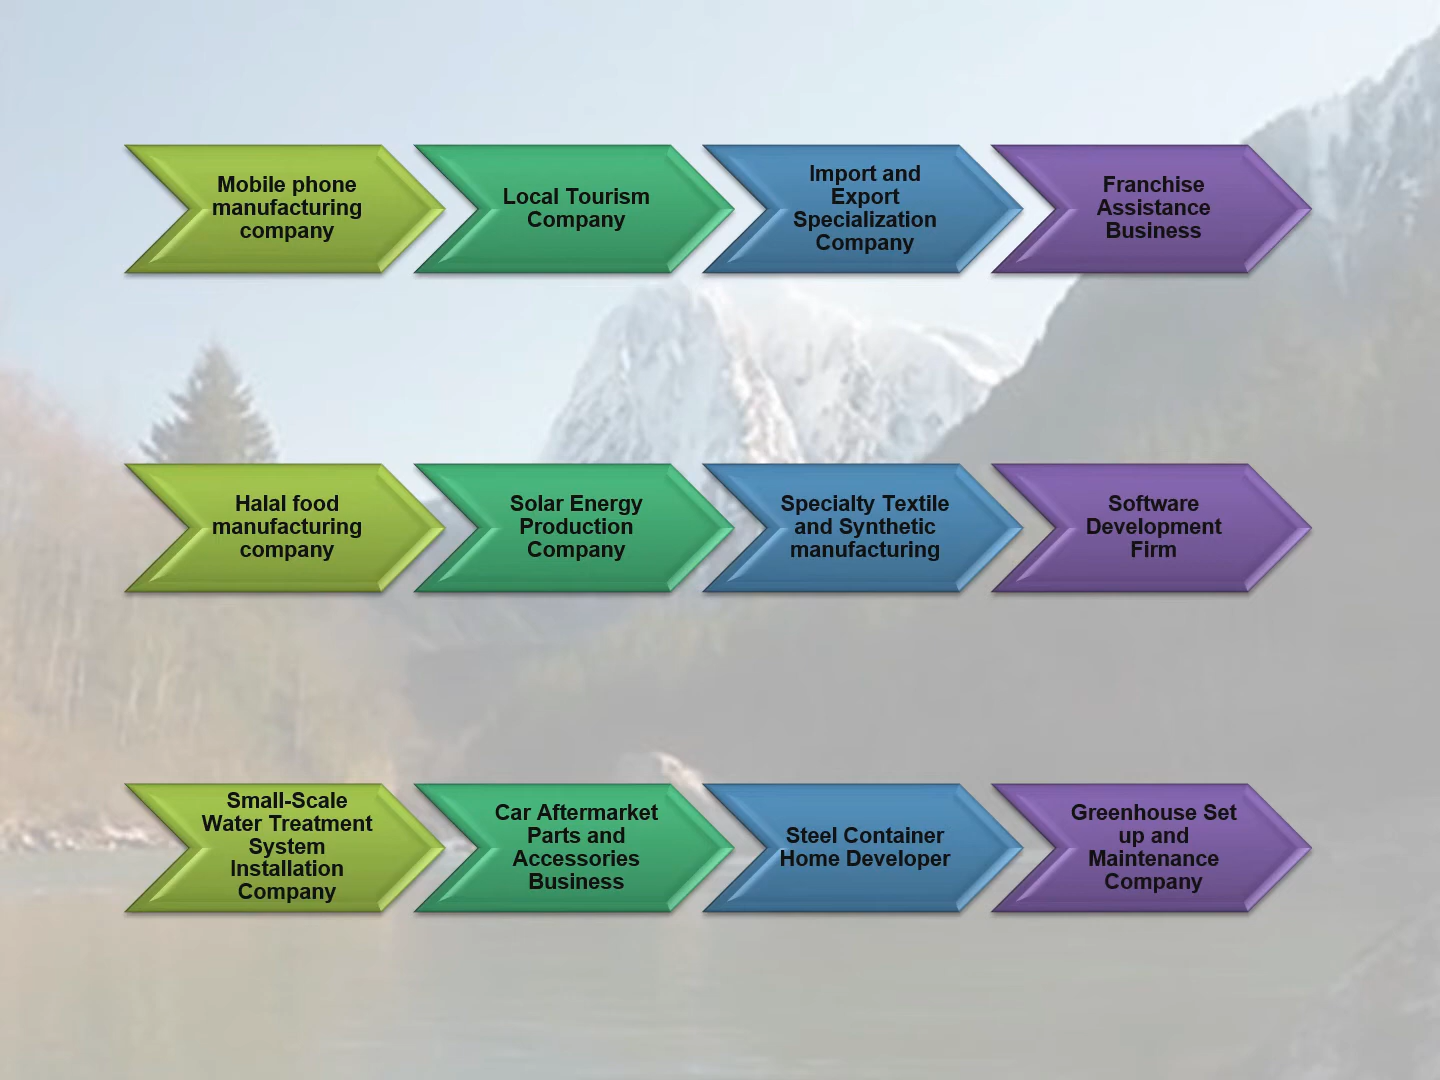 Mobile phone
manufacturing
company
Local Tourism
Company
Import and
Export
Specialization
Company
Franchise
Assistance
Business
Halal food
manufacturing
company
Solar Energy
Production
Company
Specialty Textile
and Synthetic
manufacturing
Software
Development
Firm
Small-Scale
Water Treatment
System
Installation
Company
Car Aftermarket
Parts and
Accessories
Business
Steel Container
Home Developer
Greenhouse Set
up and
Maintenance
Company